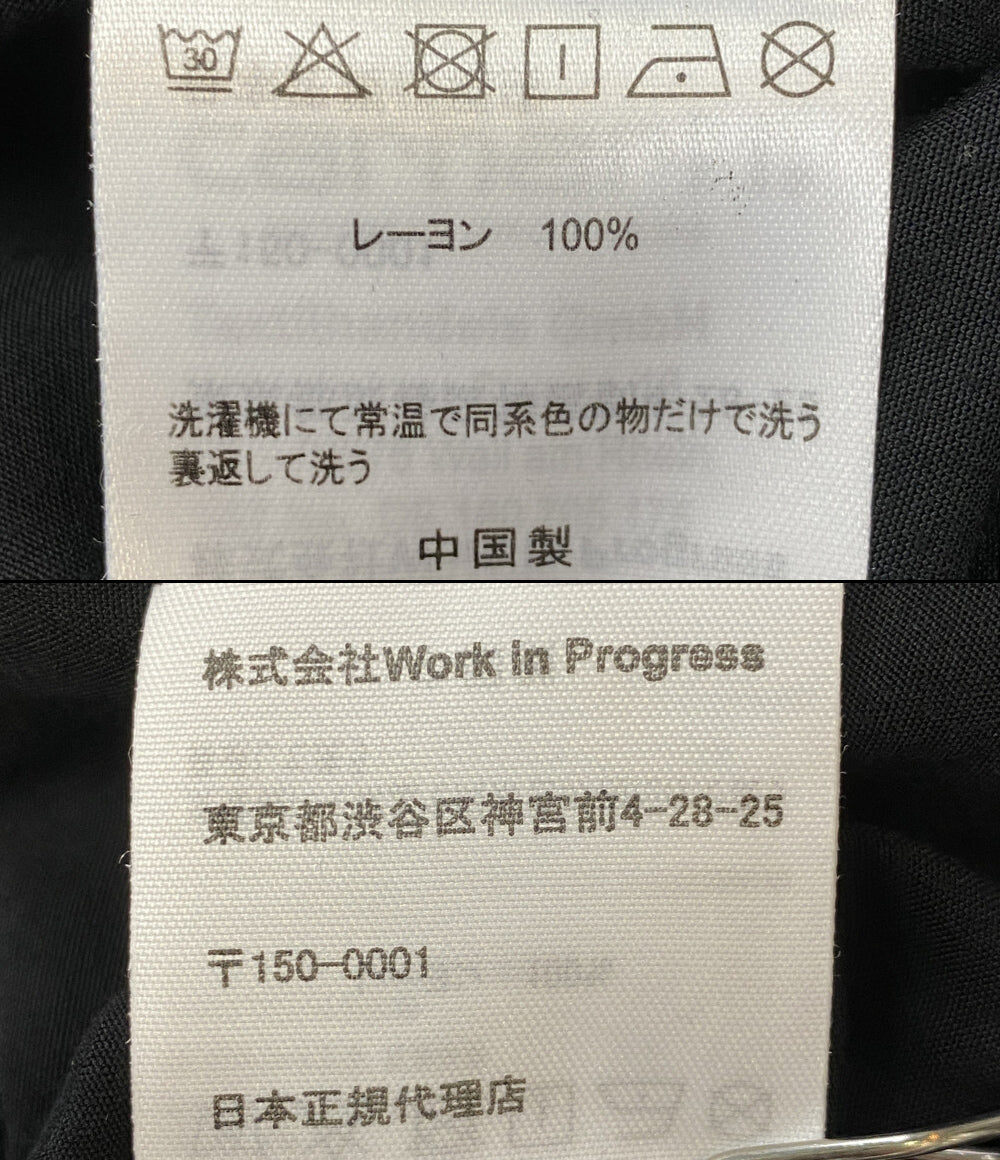 30
レーヨン 100%
洗濯機にて常温で同系色の物だけで洗う
裏返して洗う
中国製
株式会社Work in Progress
東京都渋谷区神宮前4-28-25
〒150-0001
日本正規代理店